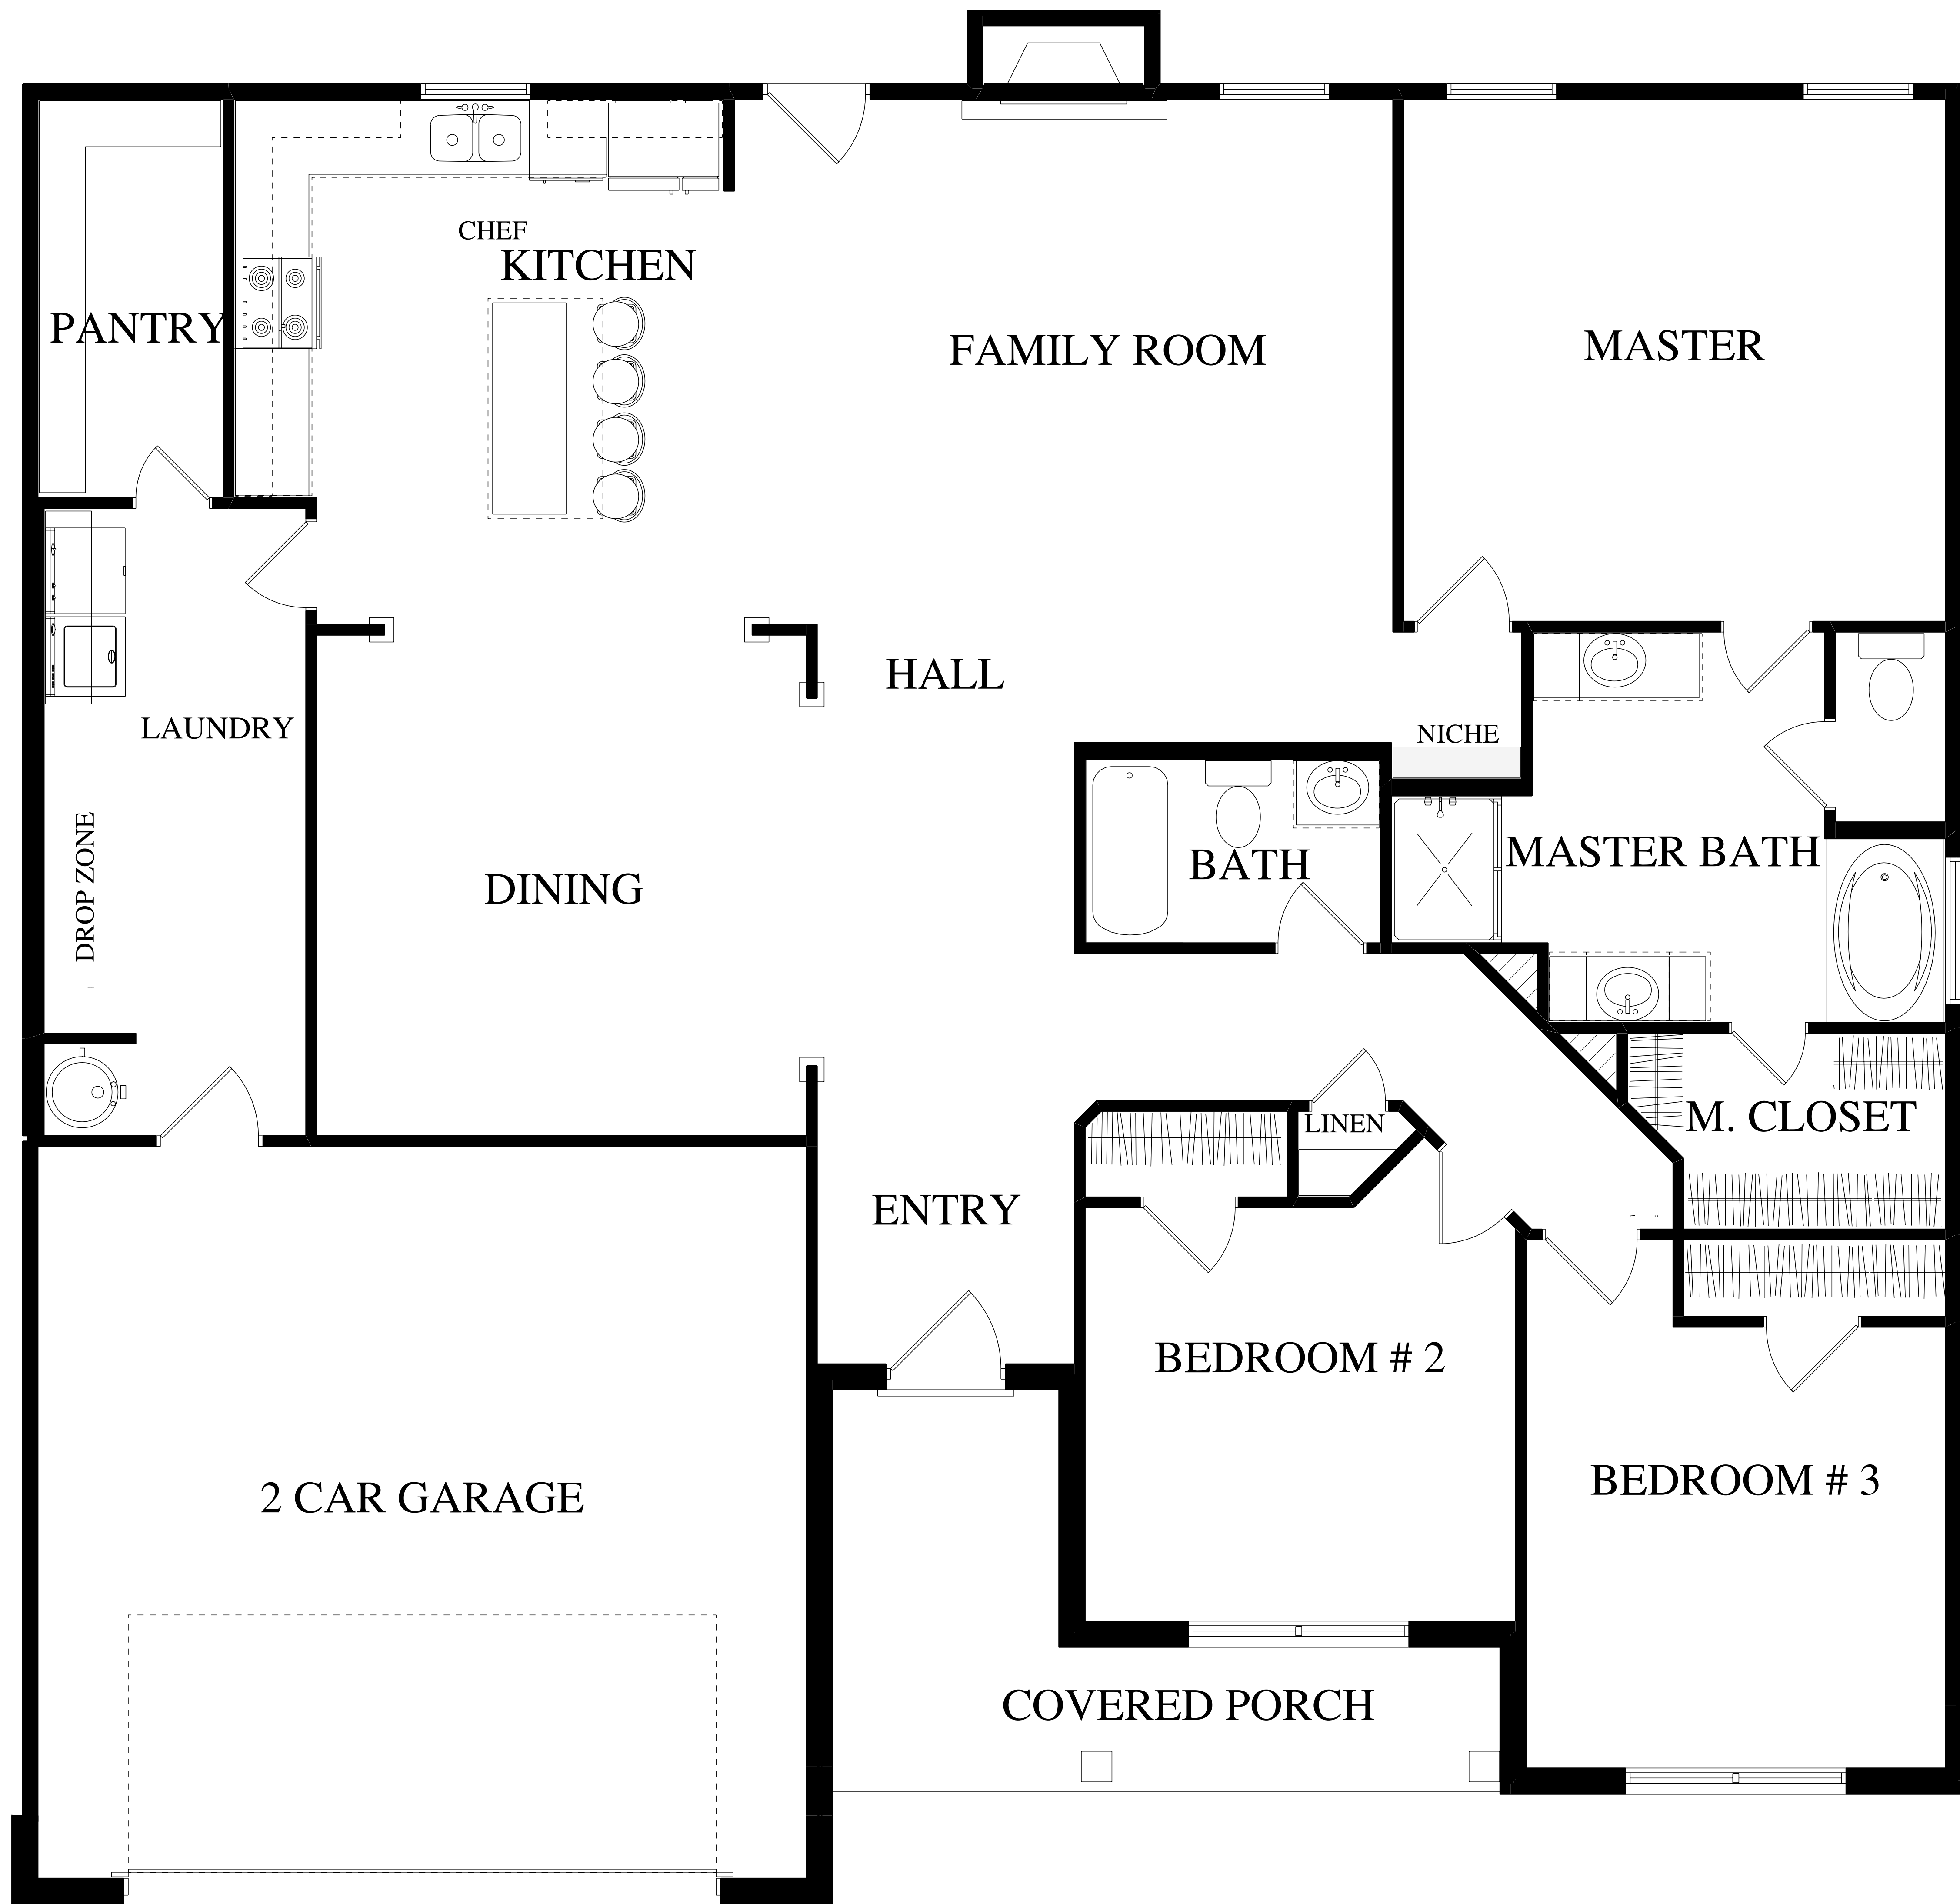 CHEF
KITCHEN
PANTRY
FAMILY ROOM
MASTER
HALL
LAUNDRY
NICHE
DROP ZONE
DINING
BATH
MASTER BATH
LINEN
M. CLOSET
ENTRY
BEDROOM # 2
BEDROOM # 3
2 CAR GARAGE
COVERED PORCH